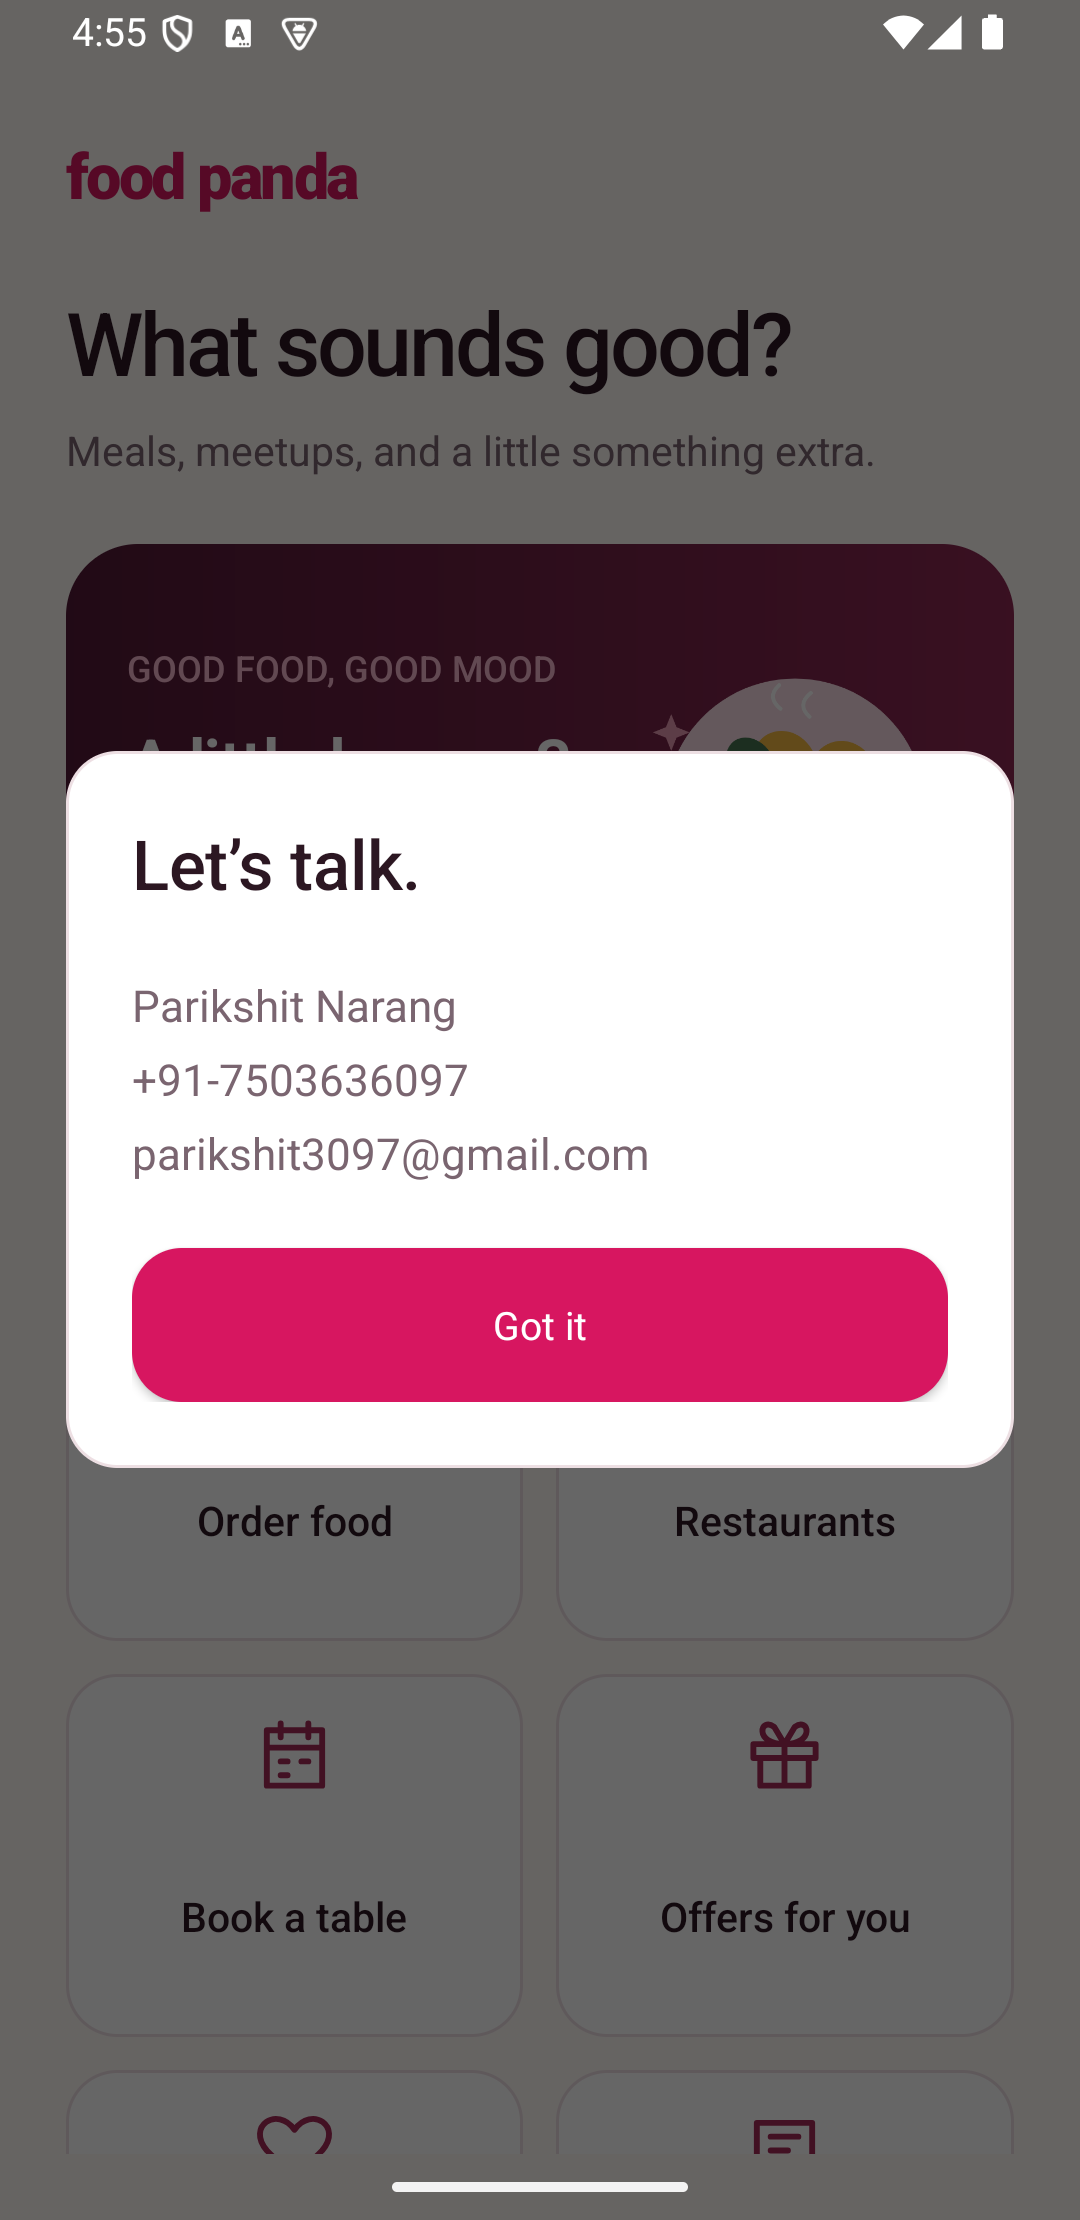 4:55
food panda
What sounds good?
Meals, meetups, and a little something extra.
GOOD FOOD, GOOD MOOD
Let’s talk.
Parikshit Narang
+91-7503636097
parikshit3097@gmail.com
Got it
Order food
Restaurants
Book a table
Offers for you